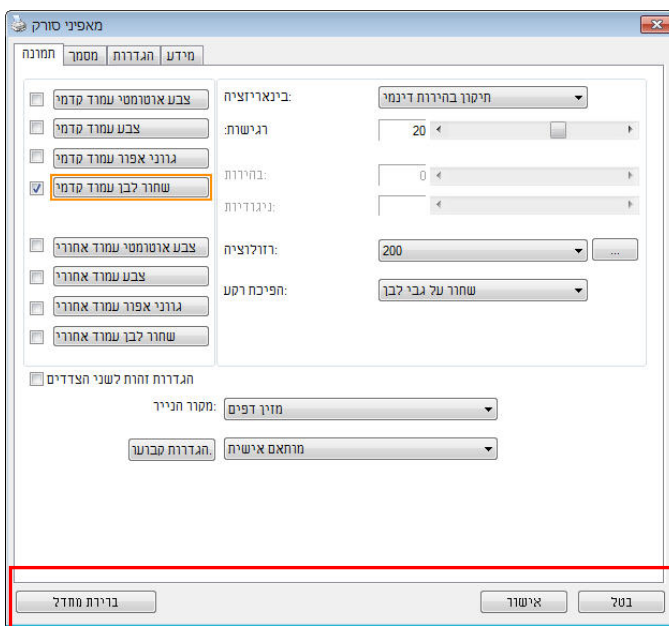 מאפיני סורק
תמונה מסמך הגדרות מידע
צבע אוטומטי עמוד קדמי
צבע עמוד קדמי
גווני אפור עמוד קדמי
שחור לבן עמוד קדמי
צבע אוטומטי עמוד אחורי
צבע עמוד אחורי
גווני אפור עמוד אחורי
שחור לבן עמוד אחורי
בינאריזציה: תיקון בהירות דינמי
רגישות: 20
בהירות: 0
ניגודיות:
רזולוציה: 200 ...
הפיכת רקע: שחור על גבי לבן
הגדרות זהות לשני הצדדים
מקור הנייר: מזין דפים
הגדרות קבועו. מותאם אישית
ברירת מחדל אישור בטל